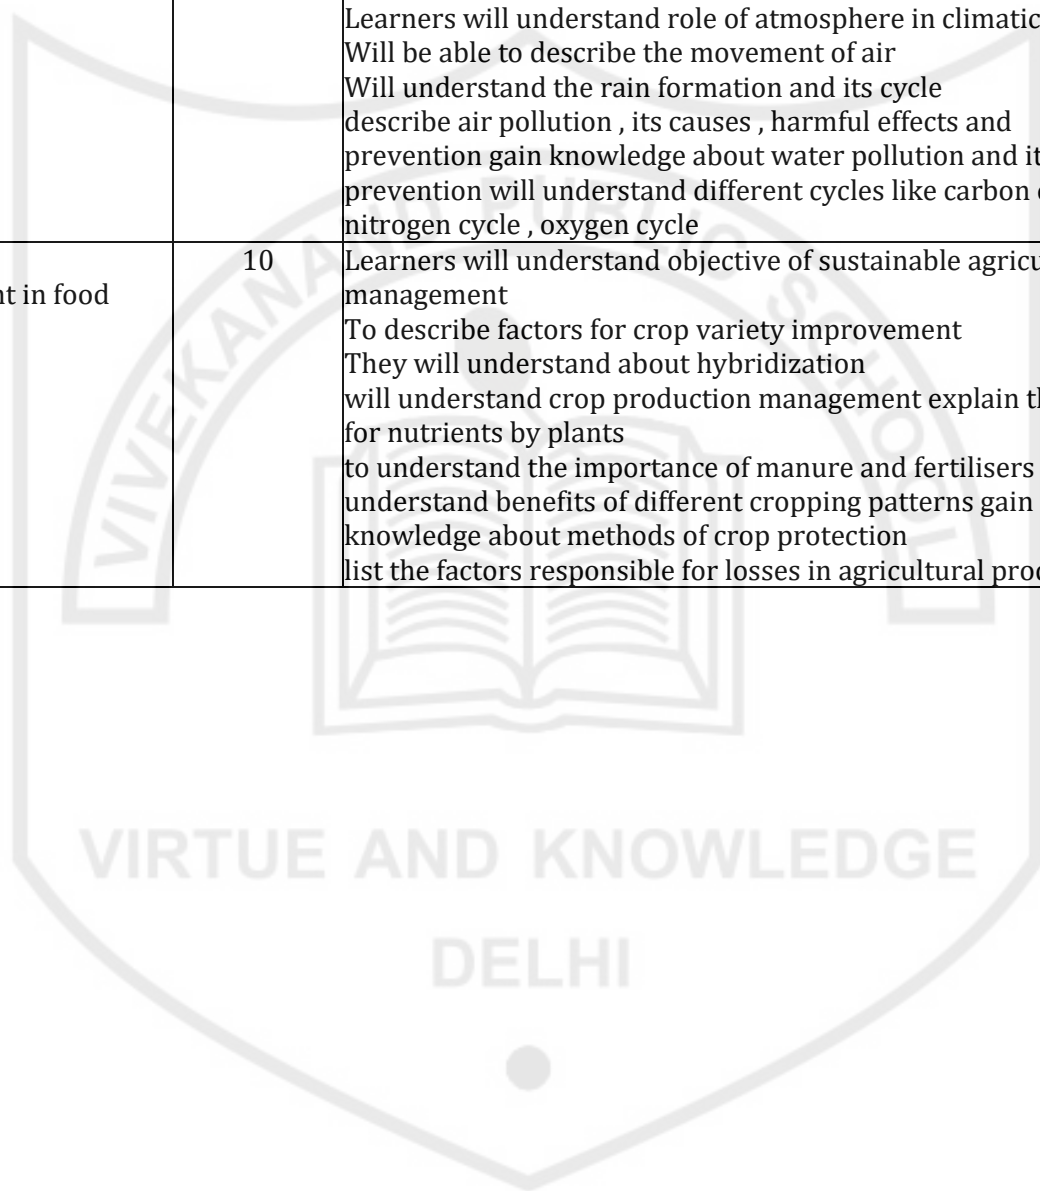 Learners will understand role of atmosphere in climatic
Will be able to describe the movement of air
Will understand the rain formation and its cycle
describe air pollution , its causes , harmful effects and
prevention gain knowledge about water pollution and
prevention will understand different cycles like carbon
nitrogen cycle , oxygen cycle
10
Learners will understand objective of sustainable
in food
management
To describe factors for crop variety improvement
They will understand about hybridization
will understand crop production management explain
for nutrients by plants
to understand the importance of manure and fertilisers
understand benefits of different cropping patterns gain
knowledge about methods of crop protection
list the factors responsible for losses in agricultural
VIVEKANAND PUBLIC SCHOOL
VIRTUE AND KNOWLEDGE
DELHI